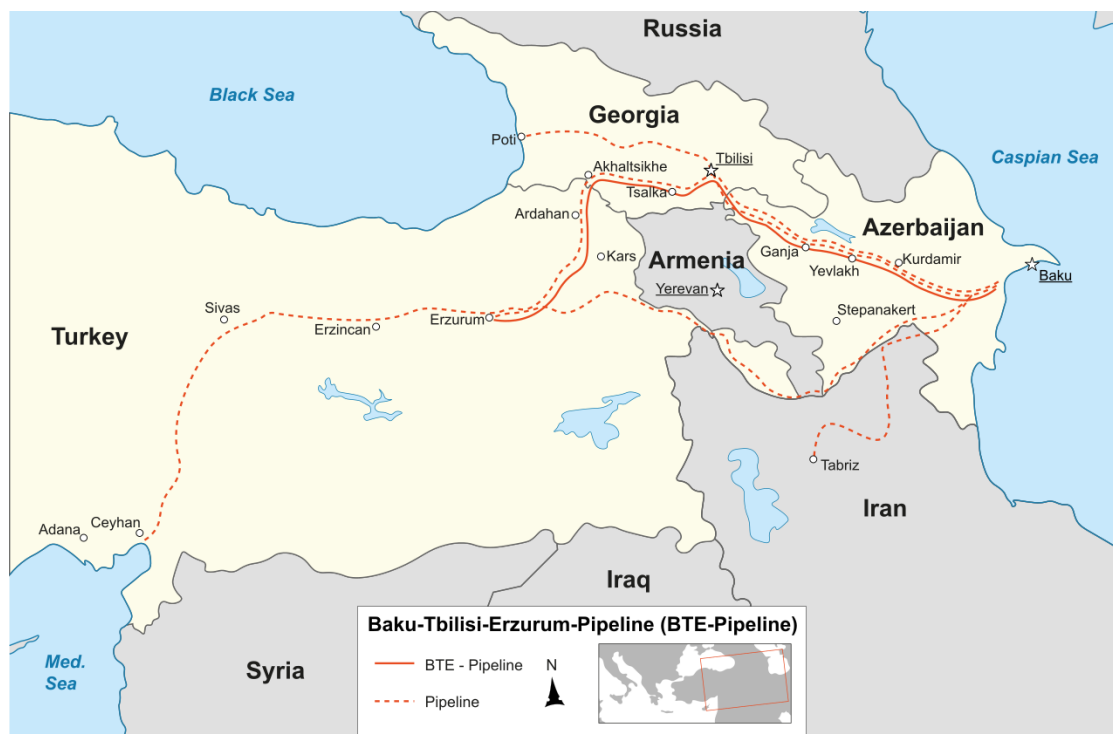 Russia
Black Sea
Georgia
Poti
Tbilisi
Caspian Sea
Akhaltsikhe
Tsalka
Ardahan
Azerbaijan
Ganja
Kars
Armenia
Yevlakh
Kurdamir
Baku
Yerevan
Sivas
Stepanakert
Erzincan
Erzurum
Turkey
Tabriz
Iran
Adana
Ceyhan
Iraq
Med.
Sea
Syria
Baku-Tbilisi-Erzurum-Pipeline (BTE-Pipeline)
BTE - Pipeline
N
Pipeline